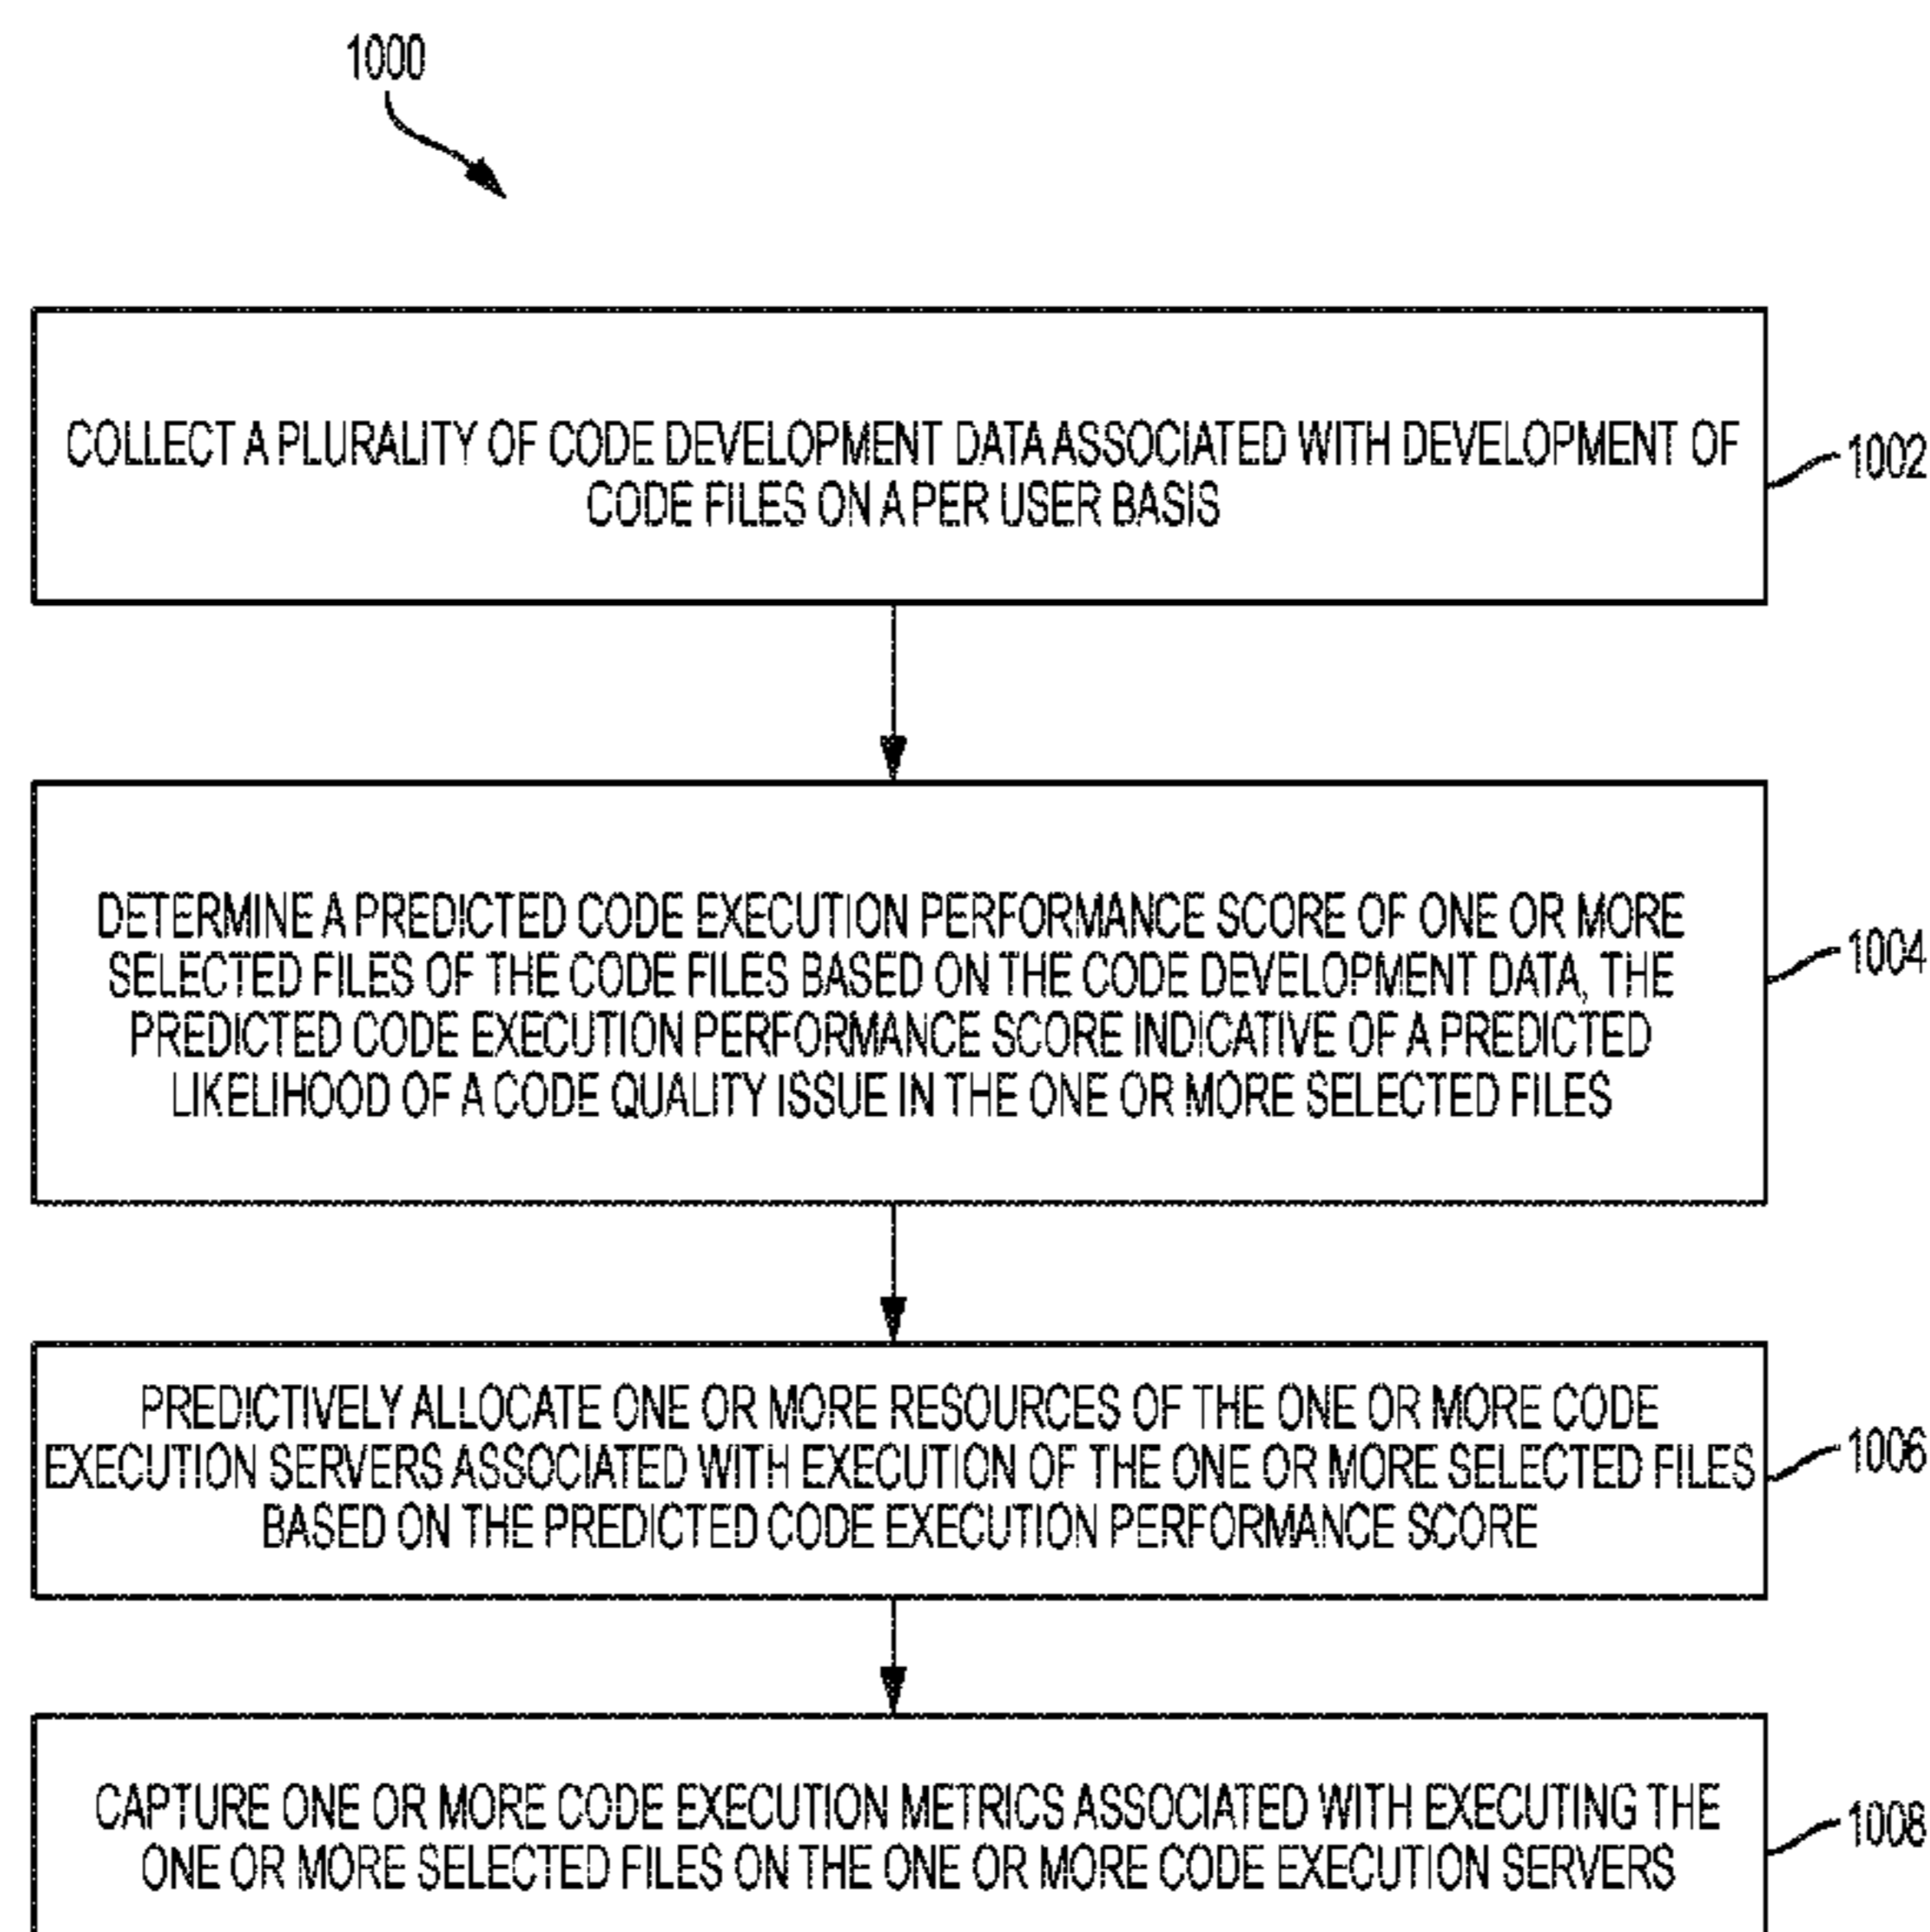 1000
COLLECT A PLURALITY OF CODE DEVELOPMENT DATA ASSOCIATED WITH DEVELOPMENT OF
CODE FILES ON A PER USER BASIS
1002
DETERMINE A PREDICTED CODE EXECUTION PERFORMANCE SCORE OF ONE OR MORE
SELECTED FILES OF THE CODE FILES BASED ON THE CODE DEVELOPMENT DATA, THE
PREDICTED CODE EXECUTION PERFORMANCE SCORE INDICATIVE OF A PREDICTED
LIKELIHOOD OF A CODE QUALITY ISSUE IN THE ONE OR MORE SELECTED FILES
1004
PREDICTIVELY ALLOCATE ONE OR MORE RESOURCES OF THE ONE OR MORE CODE
EXECUTION SERVERS ASSOCIATED WITH EXECUTION OF THE ONE OR MORE SELECTED FILES
BASED ON THE PREDICTED CODE EXECUTION PERFORMANCE SCORE
1006
CAPTURE ONE OR MORE CODE EXECUTION METRICS ASSOCIATED WITH EXECUTING THE
ONE OR MORE SELECTED FILES ON THE ONE OR MORE CODE EXECUTION SERVERS
1008